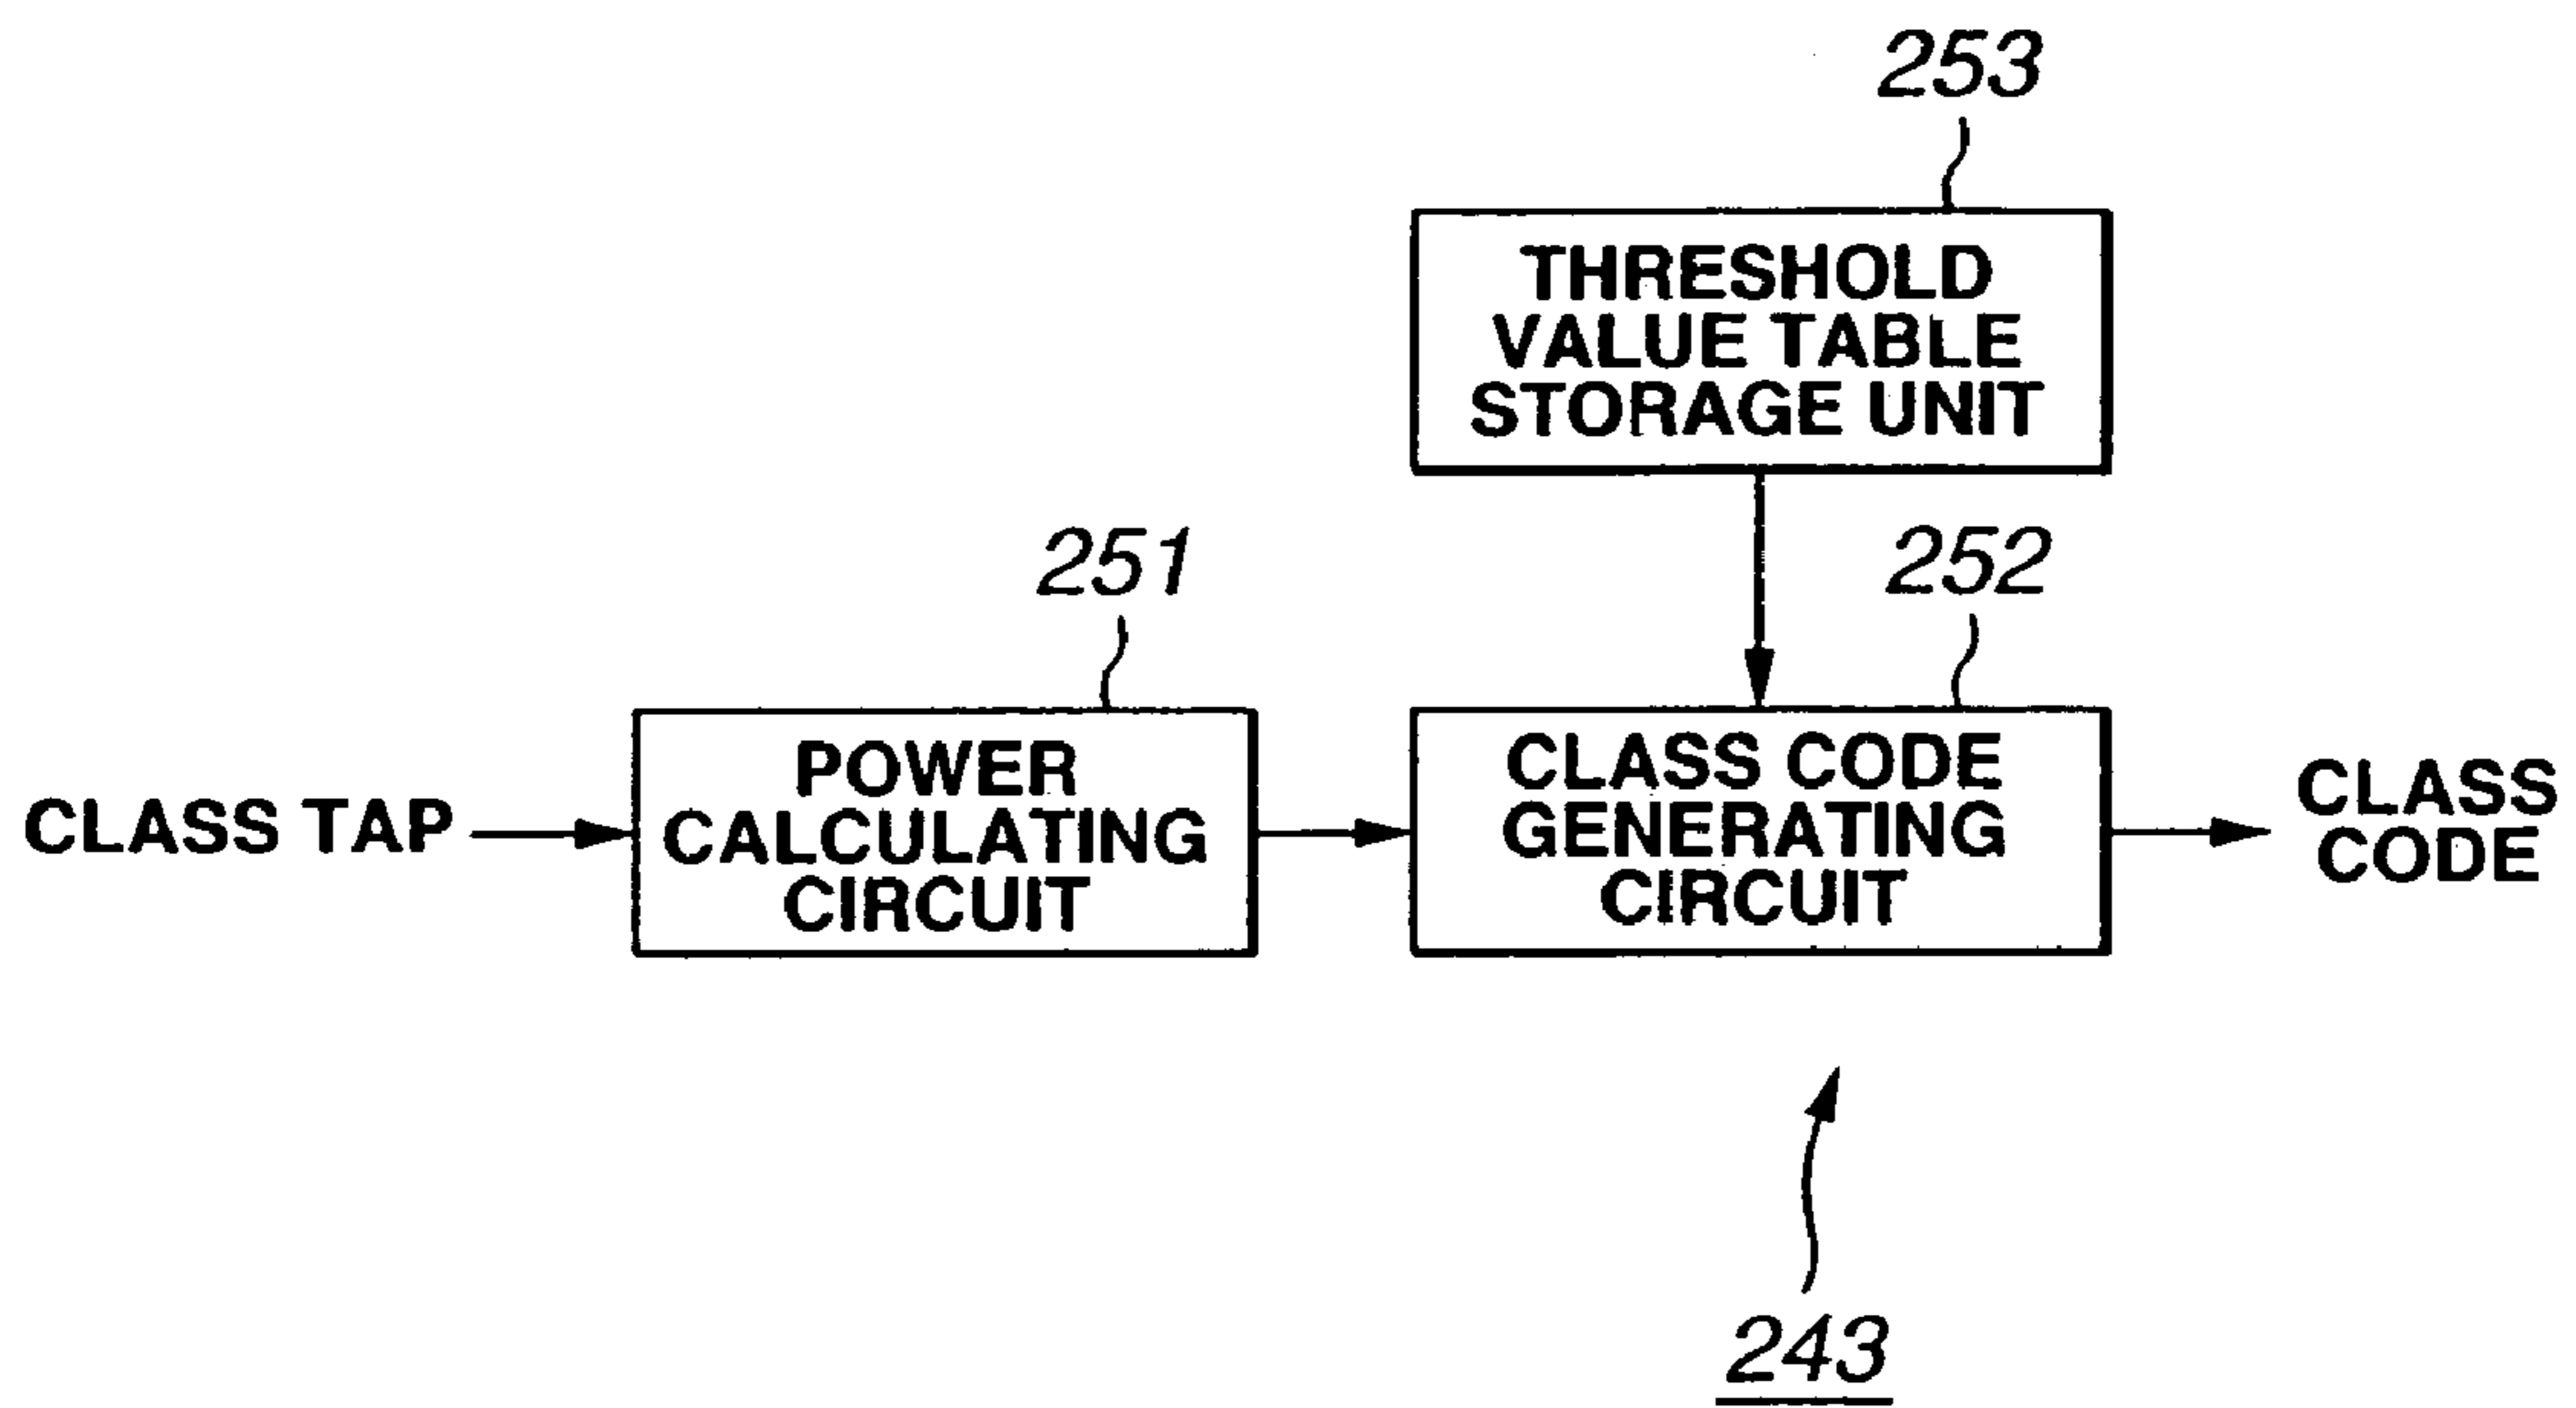 253
THRESHOLD
VALUE TABLE
STORAGE UNIT
251
252
CLASS TAP
POWER
CALCULATING
CIRCUIT
CLASS CODE
GENERATING
CIRCUIT
CLASS
CODE
243